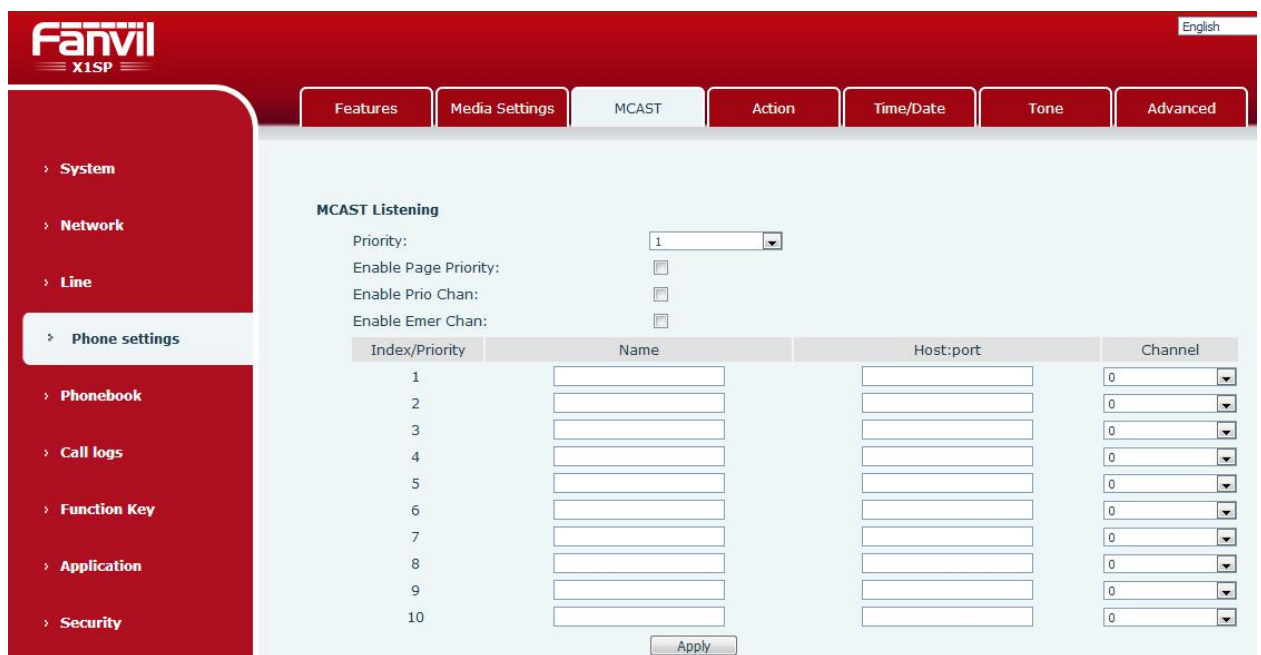 Fanvil
X1SP
English
Features Media Settings MCAST Action Time/Date Tone Advanced
› System
› Network
› Line
› Phone settings
› Phonebook
› Call logs
› Function Key
› Application
› Security
MCAST Listening
Priority: 1
Enable Page Priority:
Enable Prio Chan:
Enable Emer Chan:
Index/Priority Name Host:port Channel
1 0
2 0
3 0
4 0
5 0
6 0
7 0
8 0
9 0
10 0
Apply